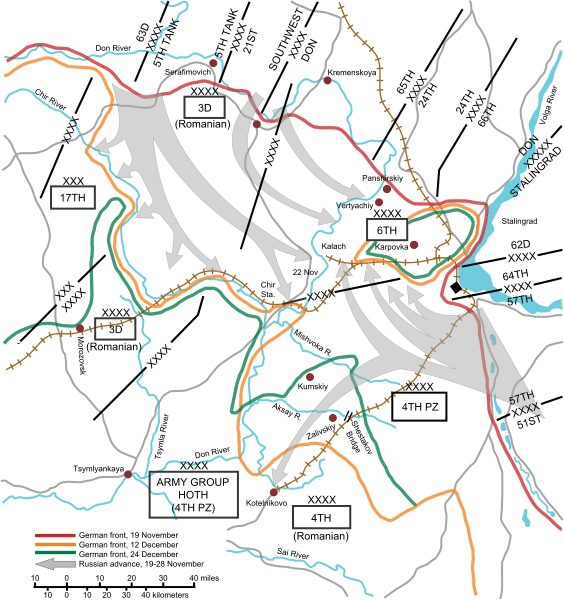 63D
XXXX
5TH TANK
5TH TANK
XXXX
21ST
SOUTHWEST
XXXX
DON
Don River
Serafimovich
Kremenskoya
65TH
XXXX
24TH
24TH
XXXX
66TH
Volga River
DON
XXXXX
STALINGRAD
Chir River
XXXX
XXXX
3D
(Romanian)
XXXX
XXX
17TH
Panshirskiy
Vertyachiy
XXXX
6TH
Karpovka
Stalingrad
Kalach
62D
XXXX
64TH
XXXX
57TH
22 Nov
Chir
Sta.
XXXX
XXX
XXXX
XXXX
3D
(Romanian)
Morozovsk
XXXX
Mishvoka R.
Kumskiy
XXXX
4TH PZ
57TH
XXXX
51ST
Aksay R.
Zalivskiy
Shestakov
Bridge
Tsymla River
Don River
Tsymlyankaya
XXXX
ARMY GROUP
HOTH
(4TH PZ)
Kotelnikovo
XXXX
4TH
(Romanian)
Sal River
German front, 19 November
German front, 12 December
German front, 24 December
Russian advance, 19-28 November
10 0 10 20 30 40 miles
10 0 10 20 30 40 kilometers